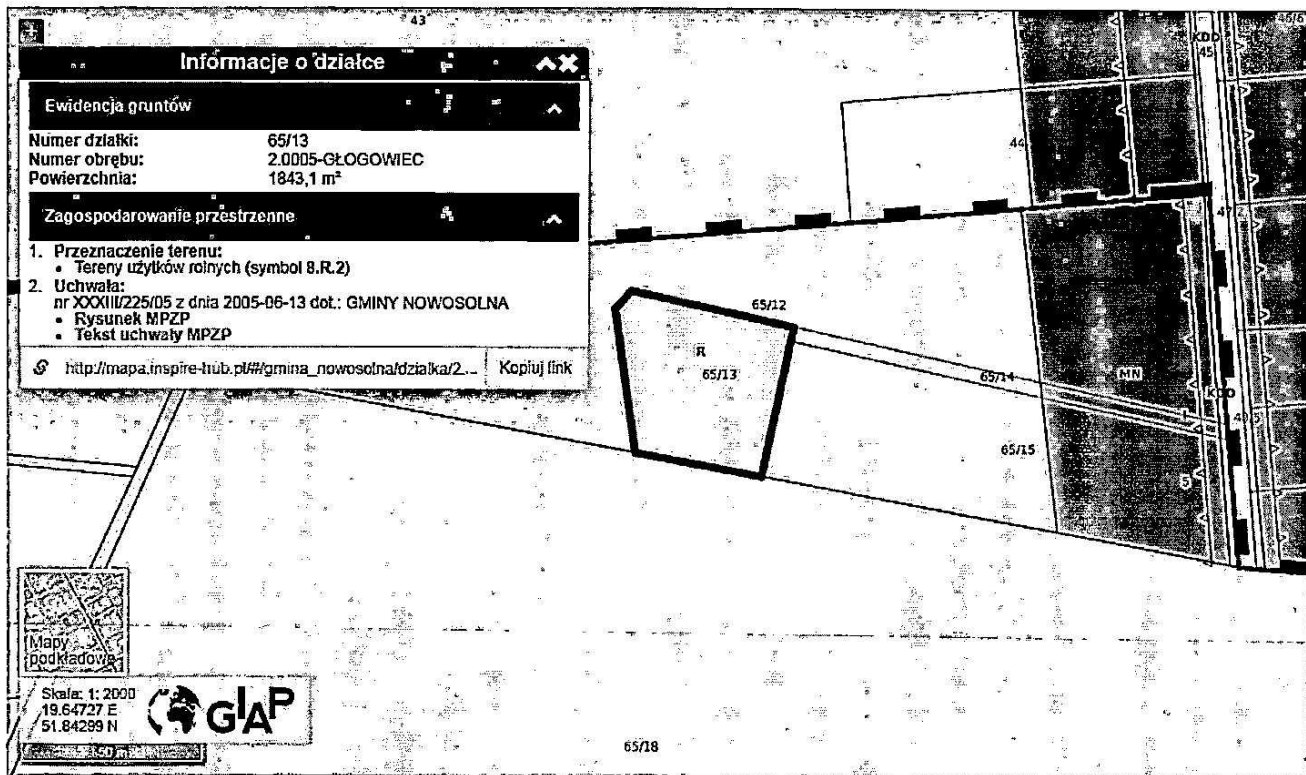 43
Informacje o działce
Ewidencja gruntów
Numer działki: 65/13
Numer obrębu: 2.0005-GŁOGOWIEC
Powierzchnia: 1843,1 m²
Zagospodarowanie przestrzenne
1. Przeznaczenie terenu:
• Tereny użytków rolnych (symbol 8.R.2)
2. Uchwała:
nr XXXIII/225/05 z dnia 2005-06-13 dot.: GMINY NOWOSOLNA
• Rysunek MPZP
• Tekst uchwały MPZP
http://mapa.inspire-hub.pl/#/gmina_nowosolna/dzialka/2... Kopiuj link
KDD
45
44
65/12
R
65/13
65/14
MN
KDD
65/15
5
Mapy
podkładowe
Skala: 1: 2000
19.64727 E
51.84299 N
GIAP
65/18